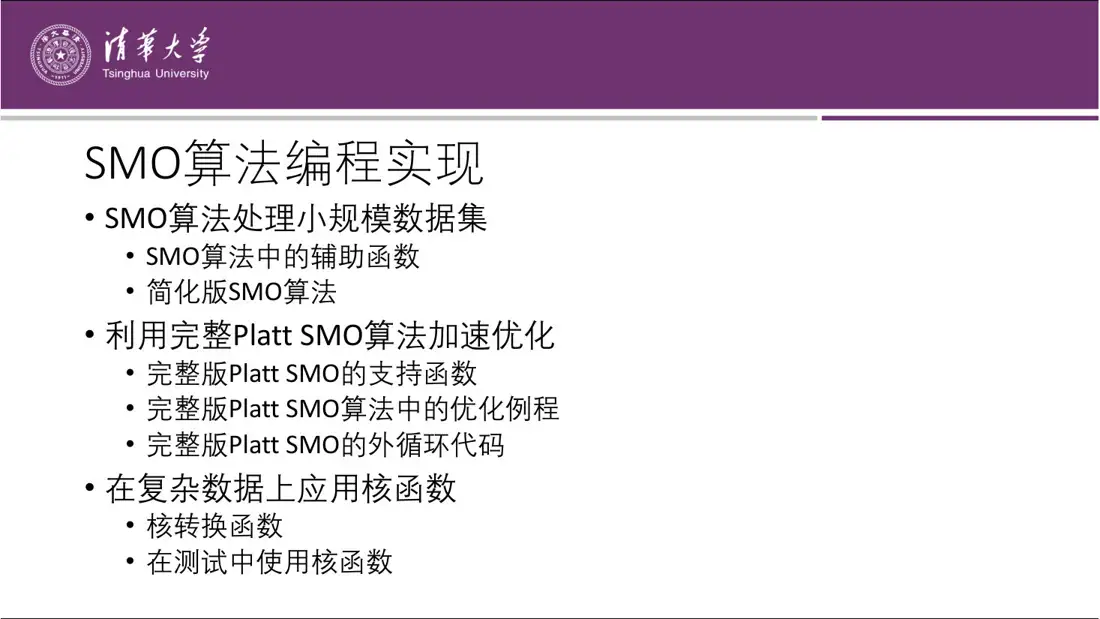 清华大学
Tsinghua University
SMO算法编程实现
• SMO算法处理小规模数据集
• SMO算法中的辅助函数
• 简化版SMO算法
• 利用完整Platt SMO算法加速优化
• 完整版Platt SMO的支持函数
• 完整版Platt SMO算法中的优化例程
• 完整版Platt SMO的外循环代码
• 在复杂数据上应用核函数
• 核转换函数
• 在测试中使用核函数